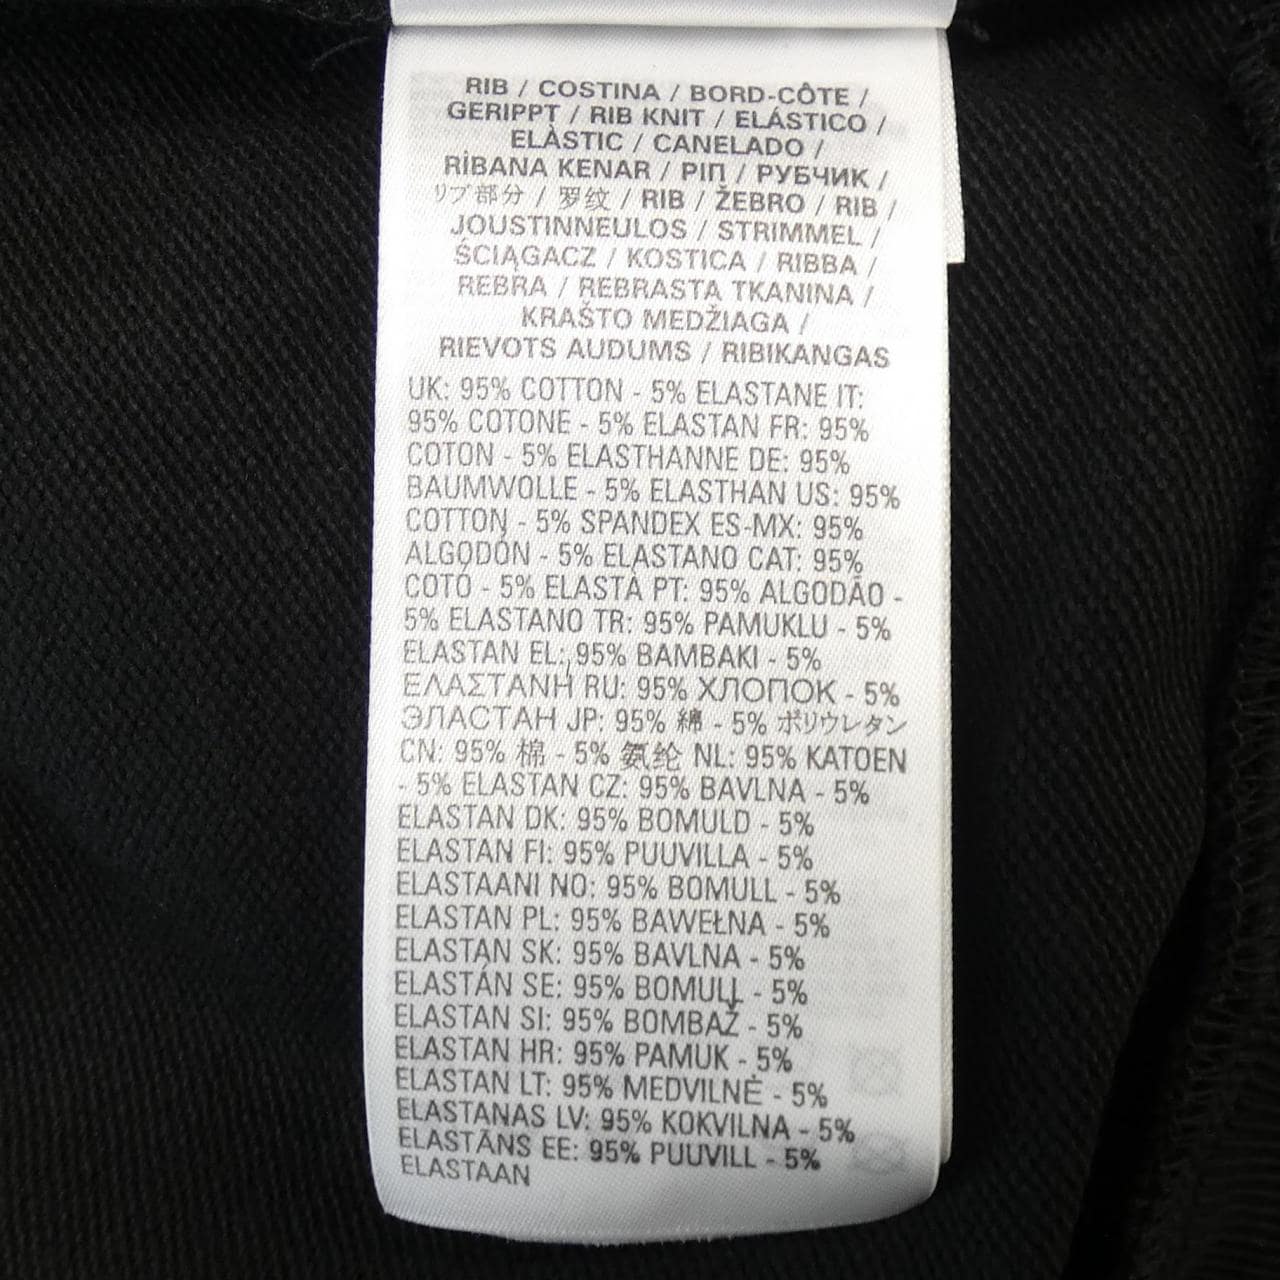 RIB / COSTINA / BORD-CÔTE /
GERIPPT / RIB KNIT / ELÁSTICO /
ELÀSTIC / CANELADO /
RİBANA KENAR / ΡΙΠ / РУБЧИК /
リブ部分 / 罗纹 / RIB / ŽEBRO / RIB /
JOUSTINNEULOS / STRIMMEL /
ŚCIĄGACZ / KOSTICA / RIBBA /
REBRA / REBRASTA TKANINA /
KRAŠTO MEDŽIAGA /
RIEVOTS AUDUMS / RIBIKANGAS
UK: 95% COTTON - 5% ELASTANE IT:
95% COTONE - 5% ELASTAN FR: 95%
COTON - 5% ELASTHANNE DE: 95%
BAUMWOLLE - 5% ELASTHAN US: 95%
COTTON - 5% SPANDEX ES-MX: 95%
ALGODÓN - 5% ELASTANO CAT: 95%
COTÓ - 5% ELASTÀ PT: 95% ALGODÃO -
5% ELASTANO TR: 95% PAMUKLU - 5%
ELASTAN EL: 95% ΒΑΜΒΑΚΙ - 5%
ΕΛΑΣΤΑΝΗ RU: 95% ХЛОПОК - 5%
ЭЛАСТАН JP: 95% 綿 - 5% ポリウレタン
CN: 95% 棉 - 5% 氨纶 NL: 95% KATOEN
- 5% ELASTAN CZ: 95% BAVLNA - 5%
ELASTAN DK: 95% BOMULD - 5%
ELASTAN FI: 95% PUUVILLA - 5%
ELASTAANI NO: 95% BOMULL - 5%
ELASTAN PL: 95% BAWEŁNA - 5%
ELASTAN SK: 95% BAVLNA - 5%
ELASTÁN SE: 95% BOMULL - 5%
ELASTAN SI: 95% BOMBAŽ - 5%
ELASTAN HR: 95% PAMUK - 5%
ELASTAN LT: 95% MEDVILNĖ - 5%
ELASTANAS LV: 95% KOKVILNA - 5%
ELASTĀNS EE: 95% PUUVILL - 5%
ELASTAAN